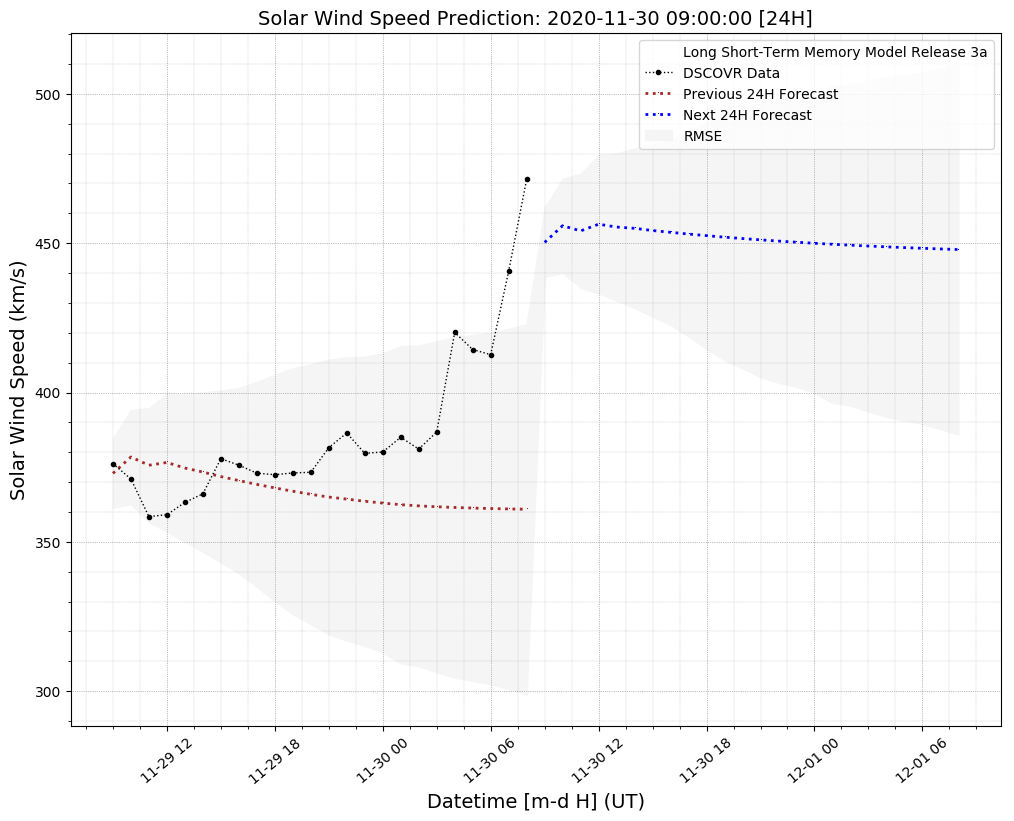 Solar Wind Speed Prediction: 2020-11-30 09:00:00 [24H]
Long Short-Term Memory Model Release 3a
DSCOVR Data
Previous 24H Forecast
Next 24H Forecast
RMSE
Solar Wind Speed (km/s)
500
450
400
350
300
11-29 12
11-29 18
11-30 00
11-30 06
11-30 12
11-30 18
12-01 00
12-01 06
Datetime [m-d H] (UT)